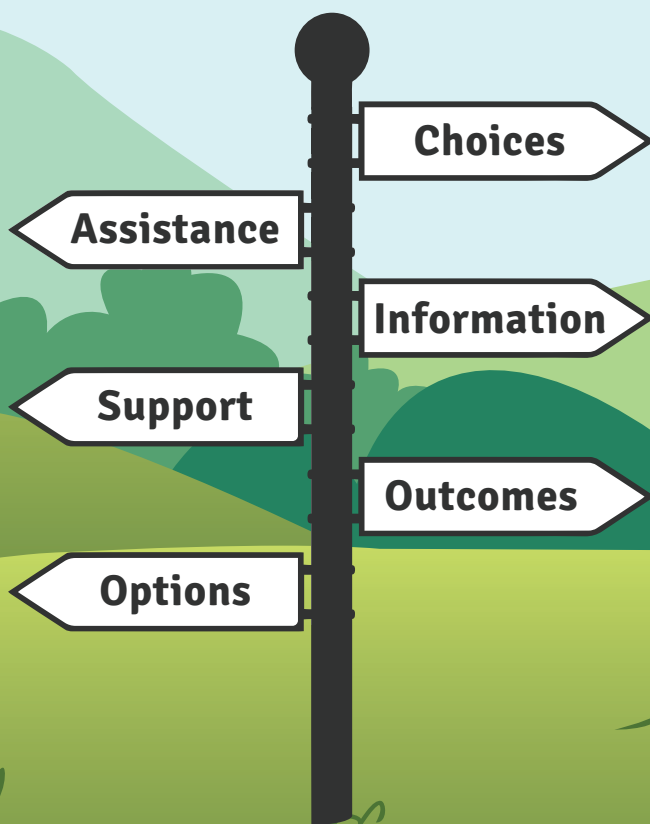 Choices
Assistance
Information
Support
Outcomes
Options